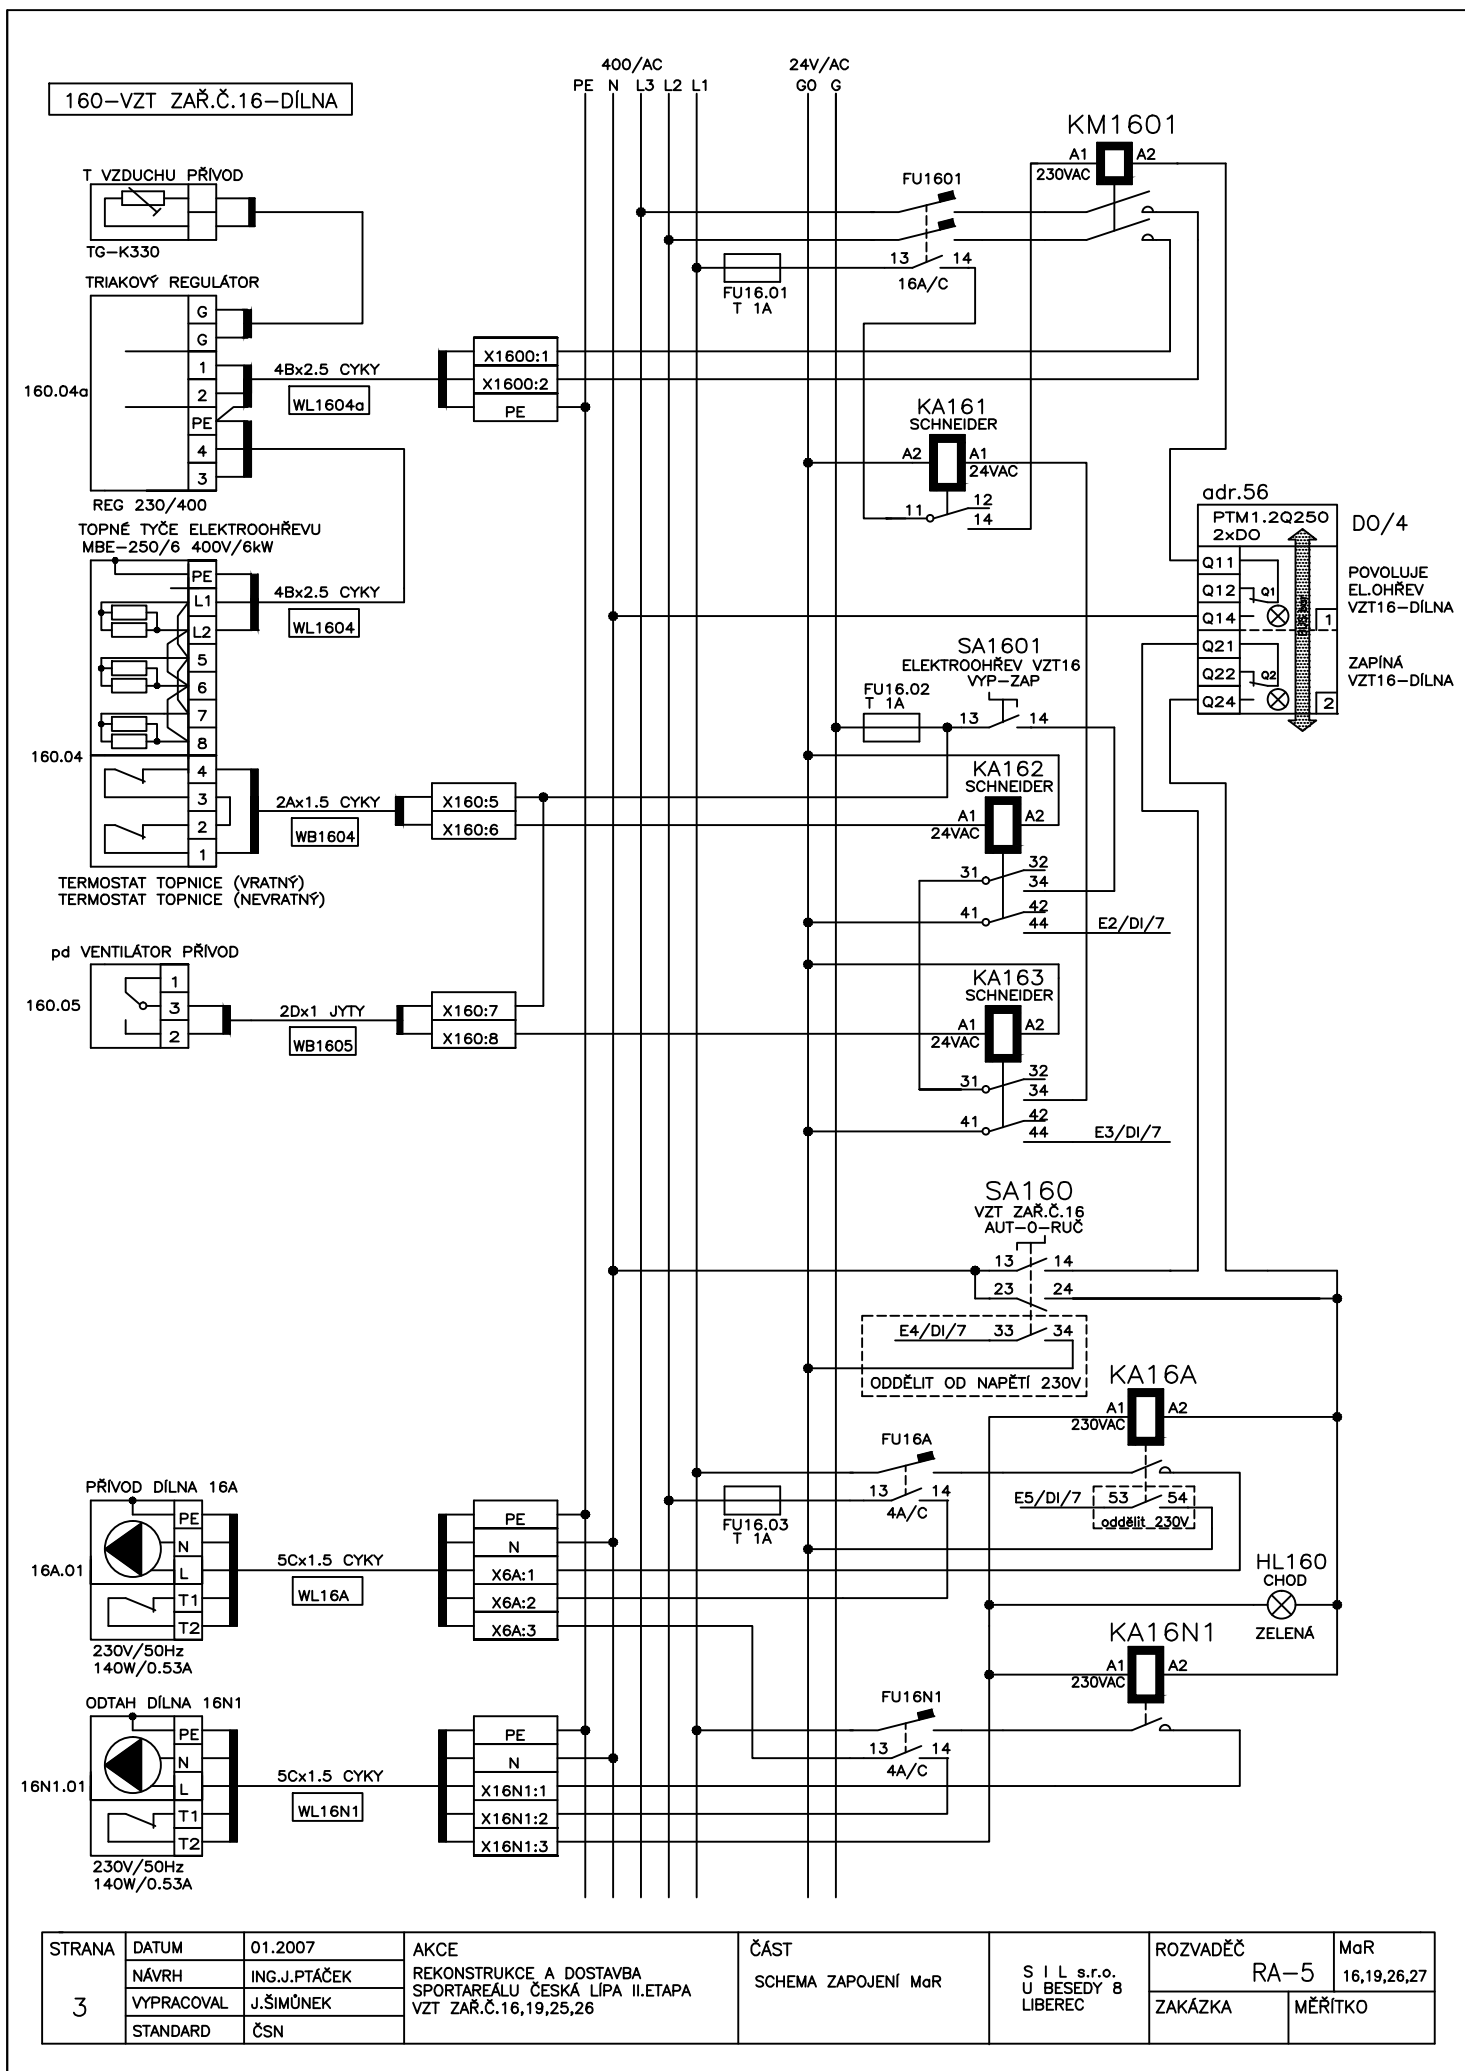 160-VZT ZAŘ.Č.16-DÍLNA
400/AC
PE N L3 L2 L1
24V/AC
G0 G
KM1601
A1 A2
230VAC
T VZDUCHU PŘÍVOD
TG-K330
FU1601
13 14
16A/C
FU16.01
T 1A
TRIAKOVÝ REGULÁTOR
G
G
1
2
PE
4
3
160.04a
REG 230/400
4Bx2.5 CYKY
WL1604a
X1600:1
X1600:2
PE
KA161
SCHNEIDER
A2 A1
24VAC
11 12
14
adr.56
PTM1.2Q250
2xDO
DO/4
Q11
Q12 Q1
Q14 1
Q21
Q22 Q2
Q24 2
POVOLUJE
EL.OHŘEV
VZT16-DÍLNA
ZAPÍNÁ
VZT16-DÍLNA
TOPNÉ TYČE ELEKTROOHŘEVU
MBE-250/6 400V/6kW
PE
L1
L2
5
6
7
8
4
3
2
1
160.04
4Bx2.5 CYKY
WL1604
SA1601
ELEKTROOHŘEV VZT16
VYP-ZAP
13 14
FU16.02
T 1A
2Ax1.5 CYKY
WB1604
X160:5
X160:6
KA162
SCHNEIDER
A1 A2
24VAC
31 32
34
41 42
44 E2/DI/7
TERMOSTAT TOPNICE (VRATNÝ)
TERMOSTAT TOPNICE (NEVRATNÝ)
pd VENTILÁTOR PŘÍVOD
1
3
2
160.05
2Dx1 JYTY
WB1605
X160:7
X160:8
KA163
SCHNEIDER
A1 A2
24VAC
31 32
34
41 42
44 E3/DI/7
SA160
VZT ZAŘ.Č.16
AUT-0-RUČ
13 14
23 24
E4/DI/7 33 34
ODDĚLIT OD NAPĚTÍ 230V
KA16A
A1 A2
230VAC
E5/DI/7 53 54
oddělit 230V
FU16A
13 14
4A/C
FU16.03
T 1A
PŘÍVOD DÍLNA 16A
PE
N
L
T1
T2
16A.01
230V/50Hz
140W/0.53A
5Cx1.5 CYKY
WL16A
PE
N
X6A:1
X6A:2
X6A:3
HL160
CHOD
ZELENÁ
KA16N1
A1 A2
230VAC
FU16N1
13 14
4A/C
ODTAH DÍLNA 16N1
PE
N
L
T1
T2
16N1.01
230V/50Hz
140W/0.53A
5Cx1.5 CYKY
WL16N1
PE
N
X16N1:1
X16N1:2
X16N1:3
STRANA
3
DATUM 01.2007
NÁVRH ING.J.PTÁČEK
VYPRACOVAL J.ŠIMŮNEK
STANDARD ČSN
AKCE
REKONSTRUKCE A DOSTAVBA
SPORTAREÁLU ČESKÁ LÍPA II.ETAPA
VZT ZAŘ.Č.16,19,25,26
ČÁST
SCHEMA ZAPOJENÍ MaR
S I L s.r.o.
U BESEDY 8
LIBEREC
ROZVADĚČ
RA-5
MaR
16,19,26,27
ZAKÁZKA
MĚŘÍTKO